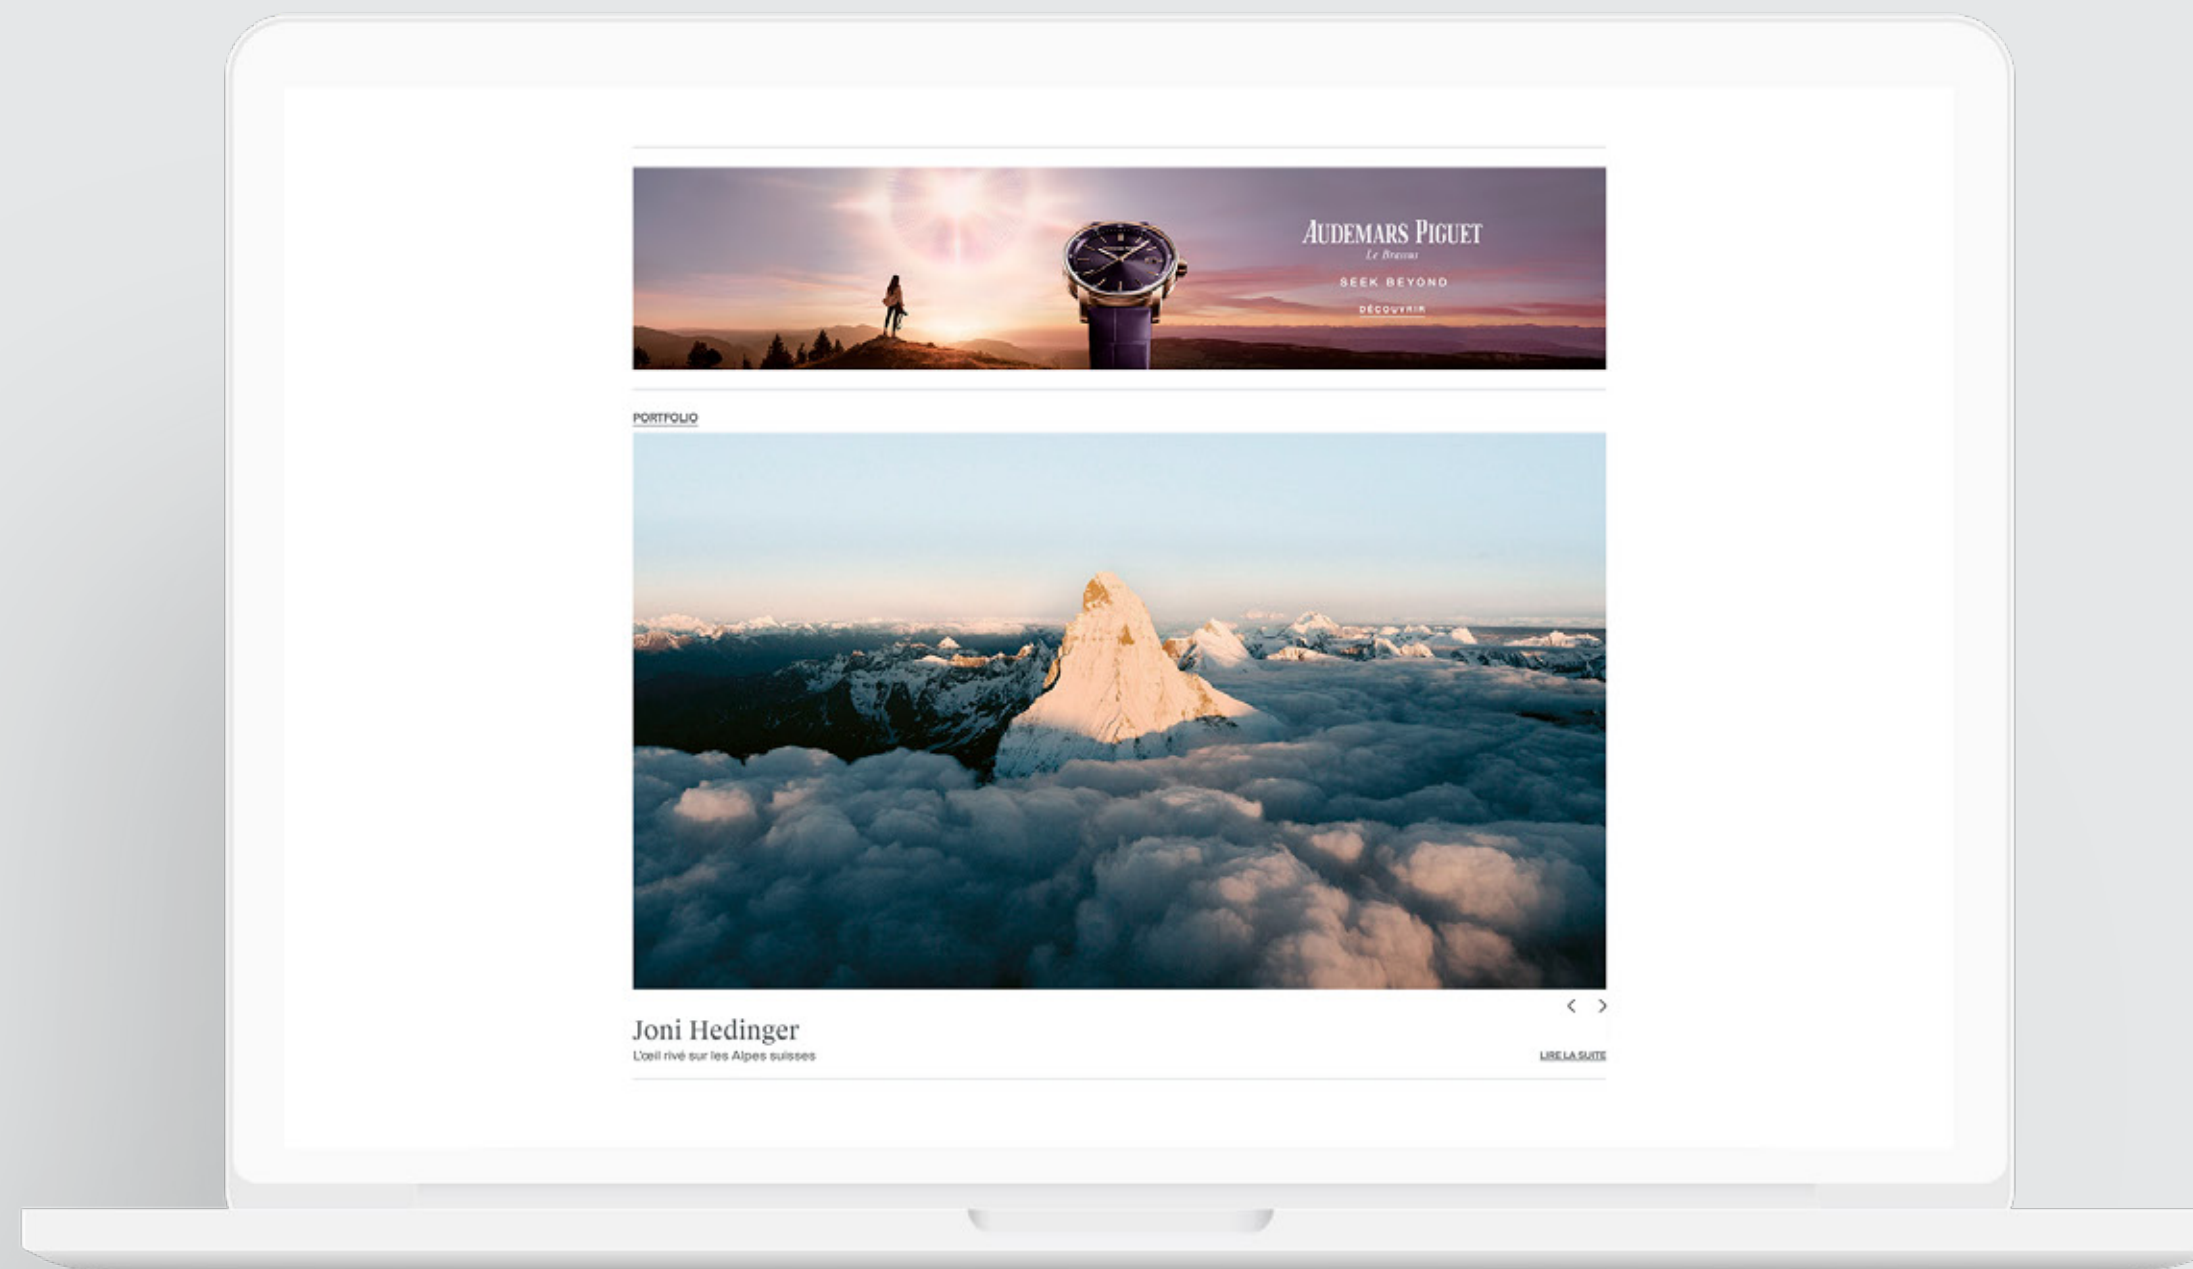 AUDEMARS PIGUET
Le Brassus
SEEK BEYOND
DÉCOUVRIR
PORTFOLIO
Joni Hedinger
L'œil rivé sur les Alpes suisses
LIRE LA SUITE